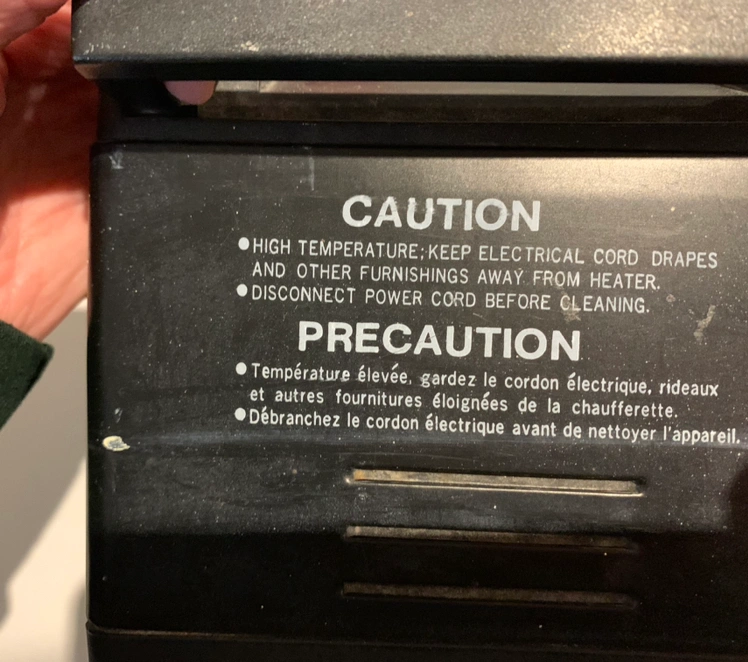 CAUTION
●HIGH TEMPERATURE;KEEP ELECTRICAL CORD DRAPES
AND OTHER FURNISHINGS AWAY FROM HEATER.
●DISCONNECT POWER CORD BEFORE CLEANING.
PRECAUTION
●Température élevée, gardez le cordon électrique, rideaux
et autres fournitures éloignées de la chaufferette.
●Débranchez le cordon électrique avant de nettoyer l'appareil.